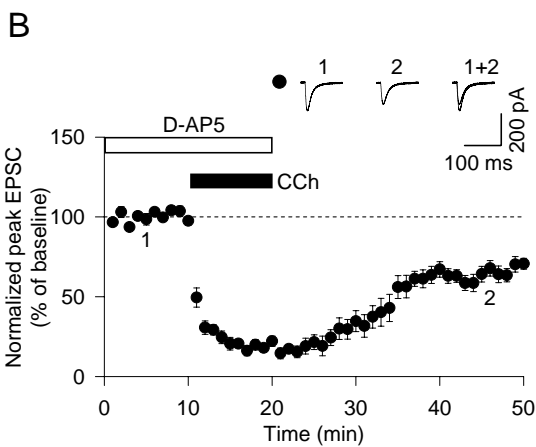 B
1 2 1+2
200 pA
100 ms
D-AP5
CCh
Normalized peak EPSC
(% of baseline)
150
100
50
0
1
2
0 10 20 30 40 50
Time (min)